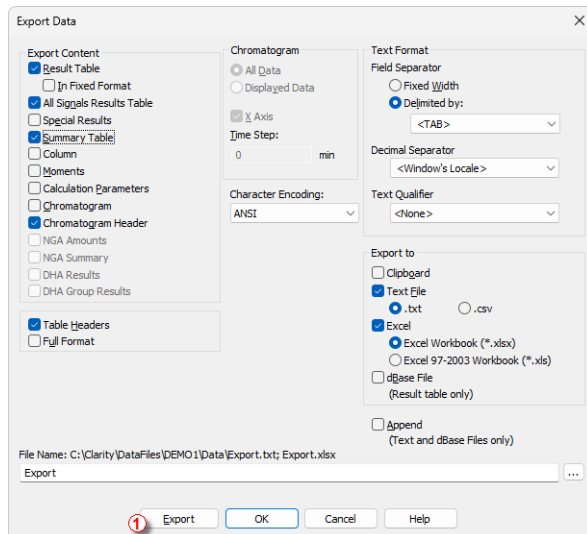 Export Data
Export Content
Result Table
In Fixed Format
All Signals Results Table
Special Results
Summary Table
Column
Moments
Calculation Parameters
Chromatogram
Chromatogram Header
NGA Amounts
NGA Summary
DHA Results
DHA Group Results
Table Headers
Full Format
Chromatogram
All Data
Displayed Data
X Axis
Time Step:
0 min
Character Encoding:
ANSI
Text Format
Field Separator
Fixed Width
Delimited by:
<TAB>
Decimal Separator
<Window's Locale>
Text Qualifier
<None>
Export to
Clipboard
Text File
.txt .csv
Excel
Excel Workbook (*.xlsx)
Excel 97-2003 Workbook (*.xls)
dBase File
(Result table only)
Append
(Text and dBase Files only)
File Name: C:\Clarity\DataFiles\DEMO1\Data\Export.txt; Export.xlsx
Export
...
1 Export OK Cancel Help